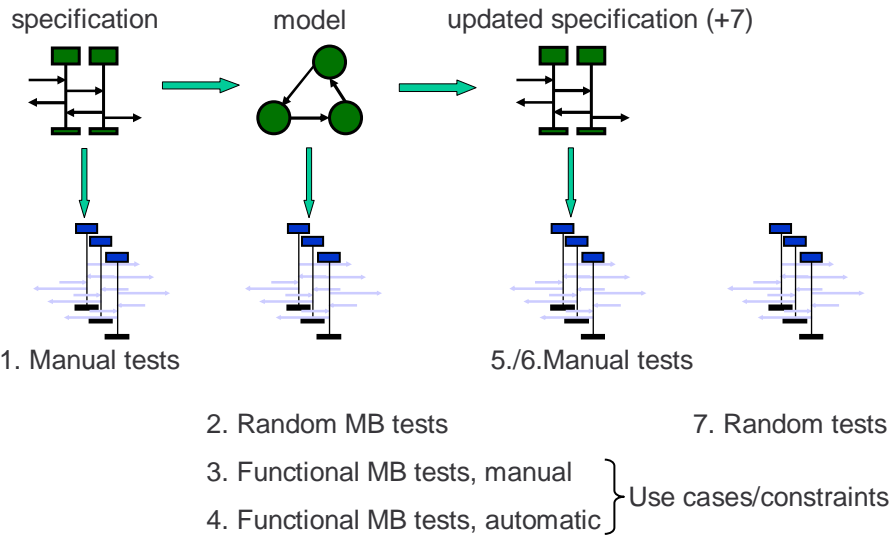 specification
model
updated specification (+7)
1. Manual tests
5./6.Manual tests
2. Random MB tests
7. Random tests
3. Functional MB tests, manual
4. Functional MB tests, automatic
Use cases/constraints